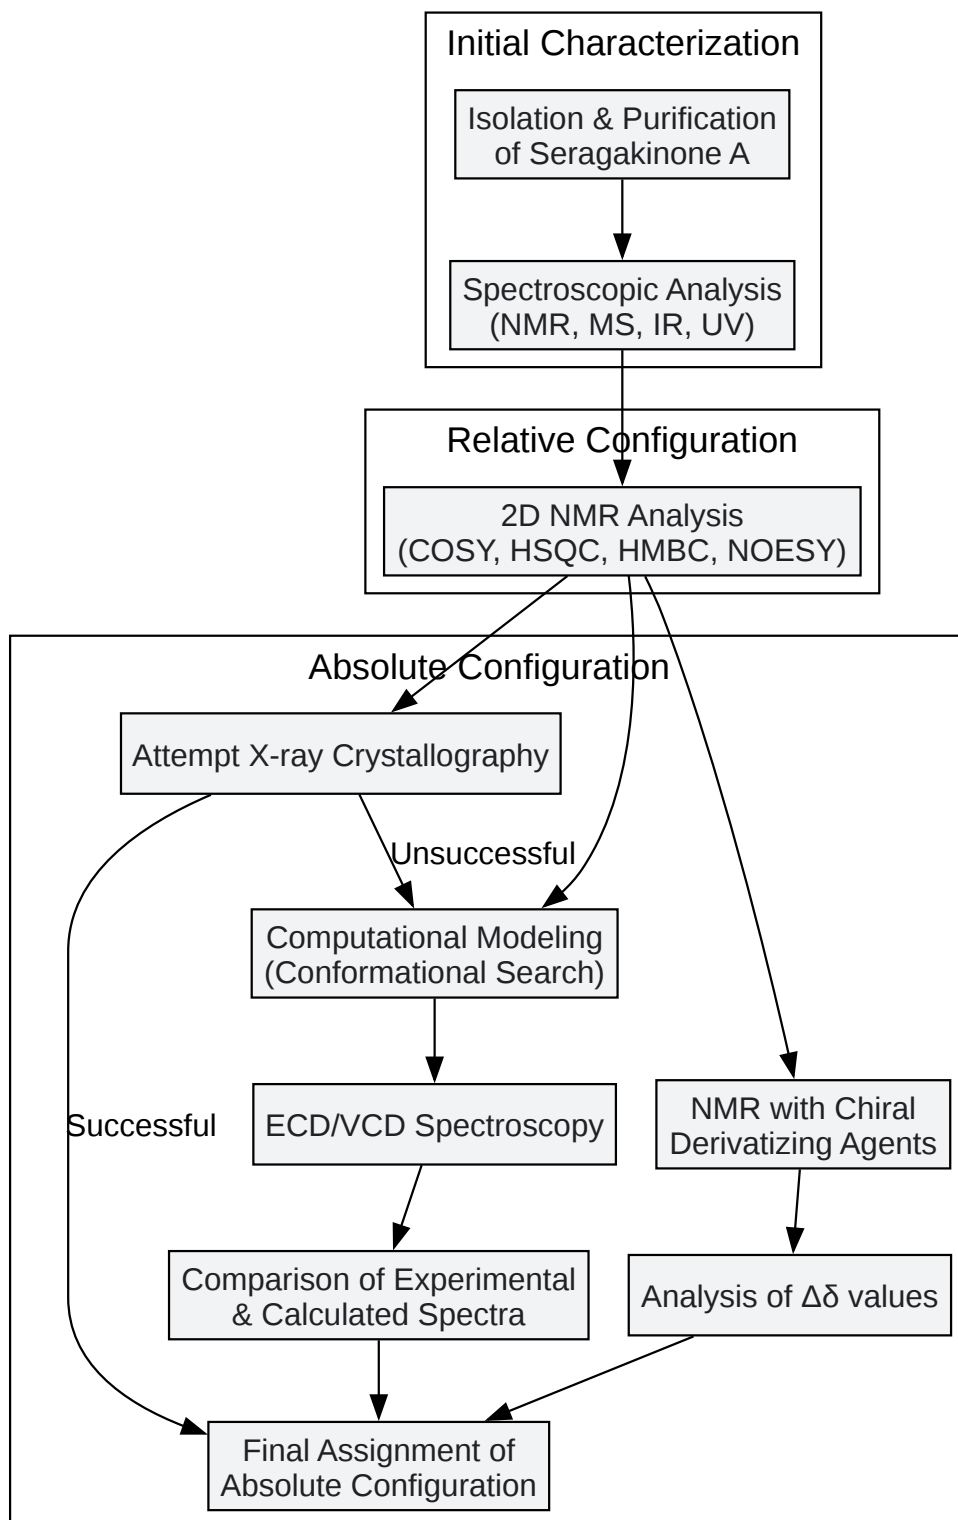 Initial Characterization
Isolation & Purification
of Seragakinone A
Spectroscopic Analysis
(NMR, MS, IR, UV)
Relative Configuration
2D NMR Analysis
(COSY, HSQC, HMBC, NOESY)
Absolute Configuration
Attempt X-ray Crystallography
Unsuccessful
Computational Modeling
(Conformational Search)
Successful
ECD/VCD Spectroscopy
NMR with Chiral
Derivatizing Agents
Comparison of Experimental
& Calculated Spectra
Analysis of Δδ values
Final Assignment of
Absolute Configuration